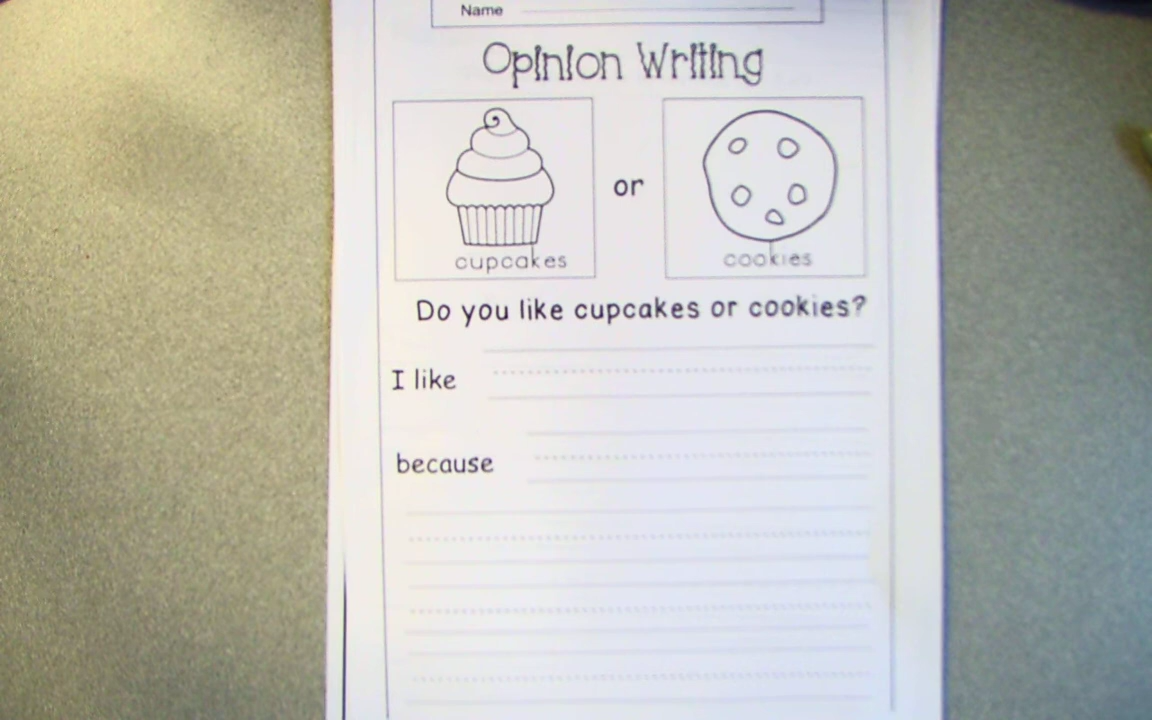 Name
Opinion Writing
cupcakes
or
cookies
Do you like cupcakes or cookies?
I like
because